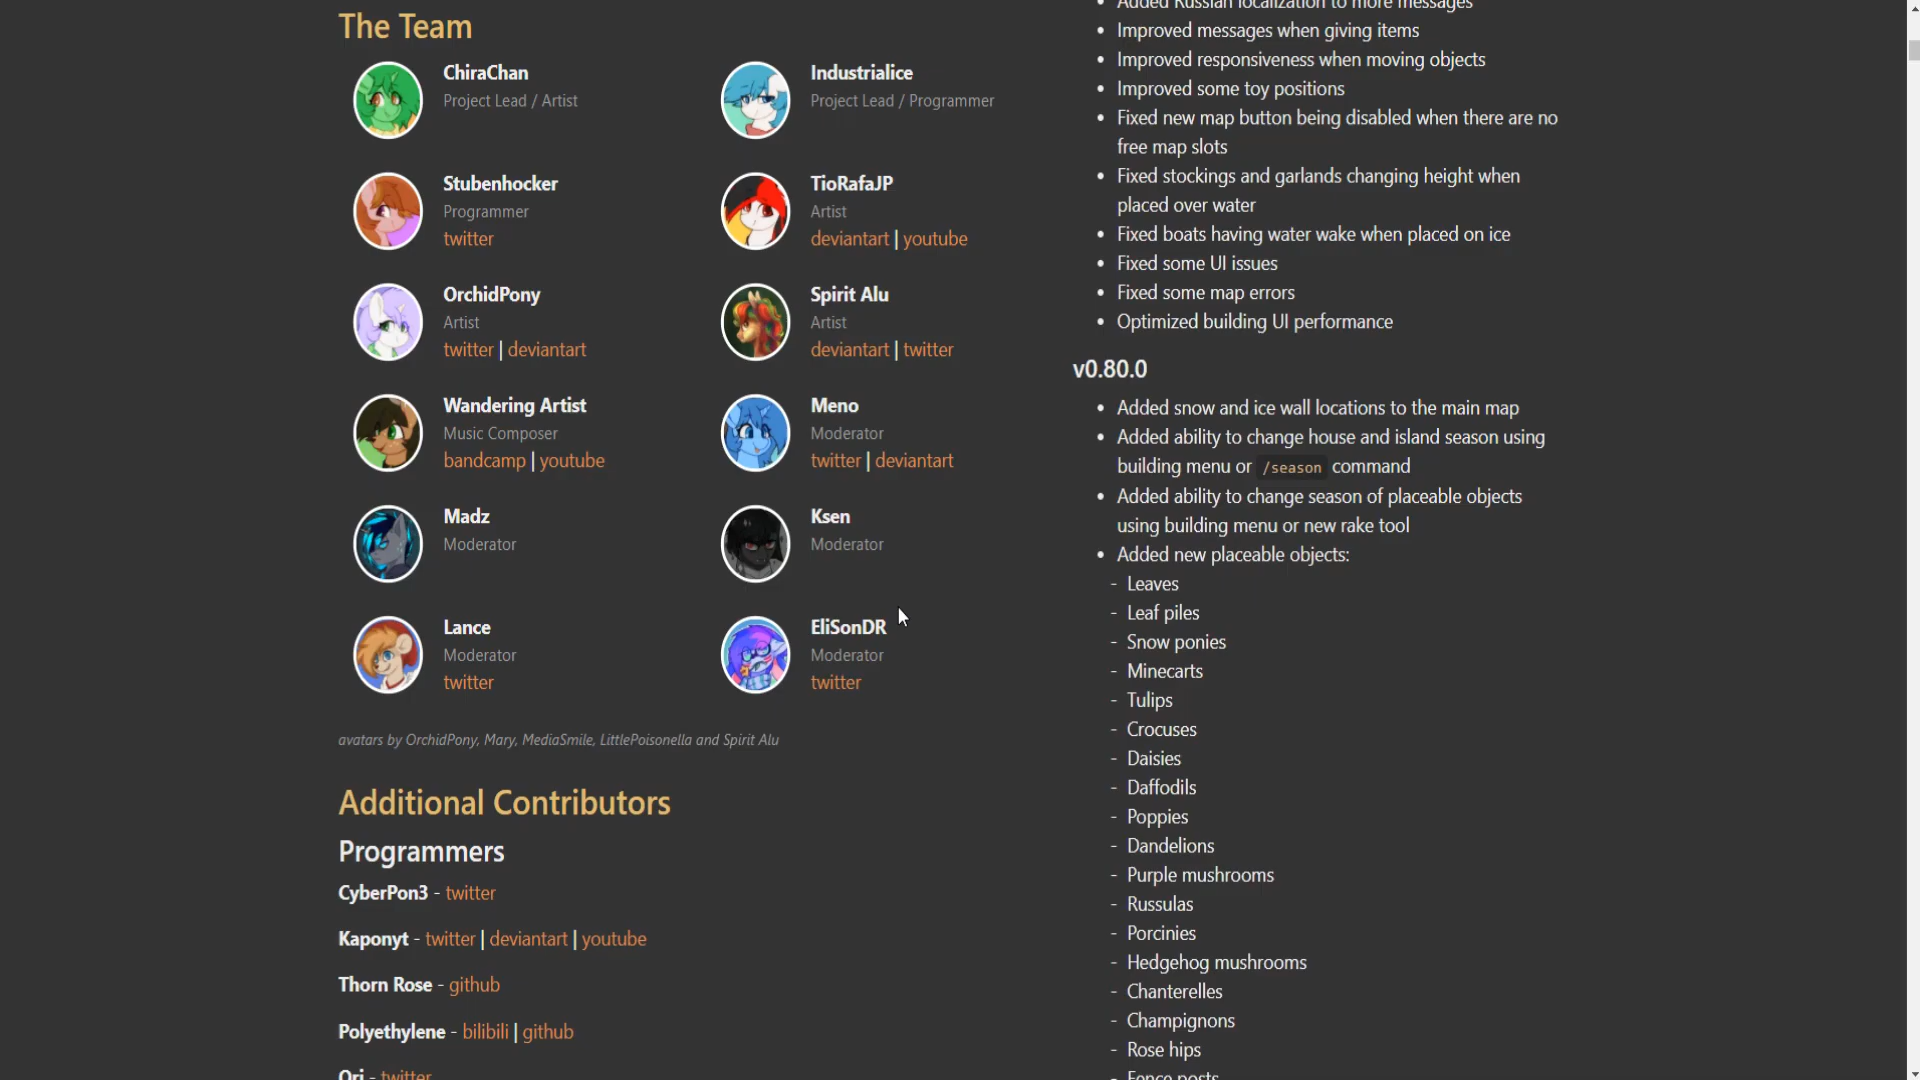 The Team
ChiraChan
Project Lead / Artist
Industrialice
Project Lead / Programmer
Stubenhocker
Programmer
twitter
TioRafaJP
Artist
deviantart | youtube
OrchidPony
Artist
twitter | deviantart
Spirit Alu
Artist
deviantart | twitter
Wandering Artist
Music Composer
bandcamp | youtube
Meno
Moderator
twitter | deviantart
Madz
Moderator
Ksen
Moderator
Lance
Moderator
twitter
EliSonDR
Moderator
twitter
avatars by OrchidPony, Mary, MediaSmile, LittlePoisonella and Spirit Alu
Additional Contributors
Programmers
CyberPon3 - twitter
Kaponyt - twitter | deviantart | youtube
Thorn Rose - github
Polyethylene - bilibili | github
Ori - twitter
• Added Russian localization to more messages
• Improved messages when giving items
• Improved responsiveness when moving objects
• Improved some toy positions
• Fixed new map button being disabled when there are no
free map slots
• Fixed stockings and garlands changing height when
placed over water
• Fixed boats having water wake when placed on ice
• Fixed some UI issues
• Fixed some map errors
• Optimized building UI performance
v0.80.0
• Added snow and ice wall locations to the main map
• Added ability to change house and island season using
building menu or /season command
• Added ability to change season of placeable objects
using building menu or new rake tool
• Added new placeable objects:
- Leaves
- Leaf piles
- Snow ponies
- Minecarts
- Tulips
- Crocuses
- Daisies
- Daffodils
- Poppies
- Dandelions
- Purple mushrooms
- Russulas
- Porcinies
- Hedgehog mushrooms
- Chanterelles
- Champignons
- Rose hips
- Fence posts